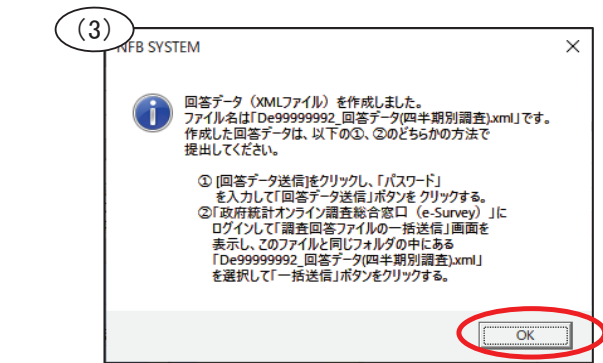 (3)
NFB SYSTEM
回答データ（XMLファイル）を作成しました。
ファイル名は「De99999992_回答データ(四半期別調査).xml」です。
作成した回答データは、以下の①、②のどちらかの方法で
提出してください。
① [回答データ送信]をクリックし、「パスワード」
を入力して「回答データ送信」ボタンを クリックする。
②「政府統計オンライン調査総合窓口（e-Survey）」に
ログインして「調査回答ファイルの一括送信」画面を
表示し、このファイルと同じフォルダの中にある
「De99999992_回答データ(四半期別調査).xml」
を選択して「一括送信」ボタンをクリックする。
OK